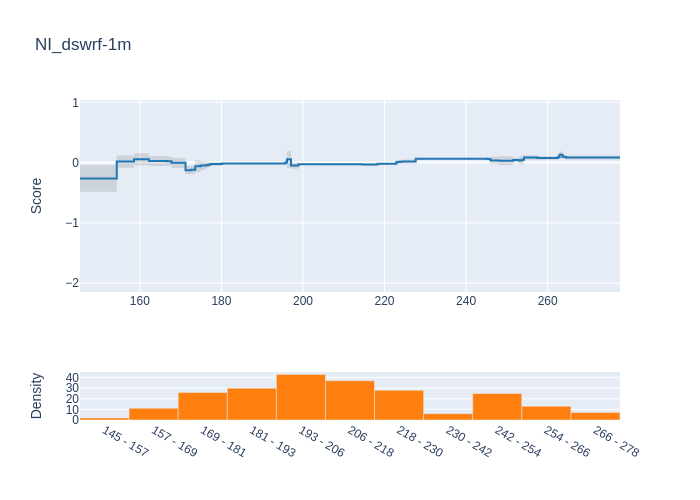 NI_dswrf-1m
Score
1
0
−1
−2
160
180
200
220
240
260
Density
40
30
20
10
0
145 - 157
157 - 169
169 - 181
181 - 193
193 - 206
206 - 218
218 - 230
230 - 242
242 - 254
254 - 266
266 - 278